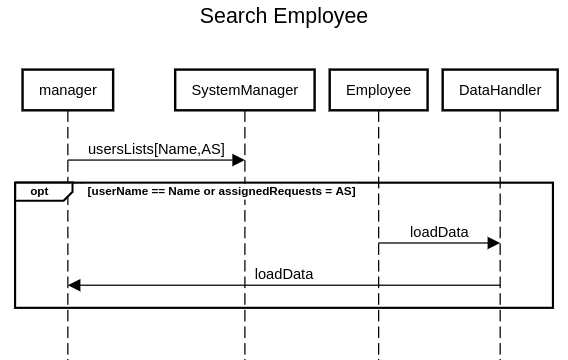 Search Employee
manager
SystemManager
Employee
DataHandler
usersLists[Name,AS]
opt
[userName == Name or assignedRequests = AS]
loadData
loadData